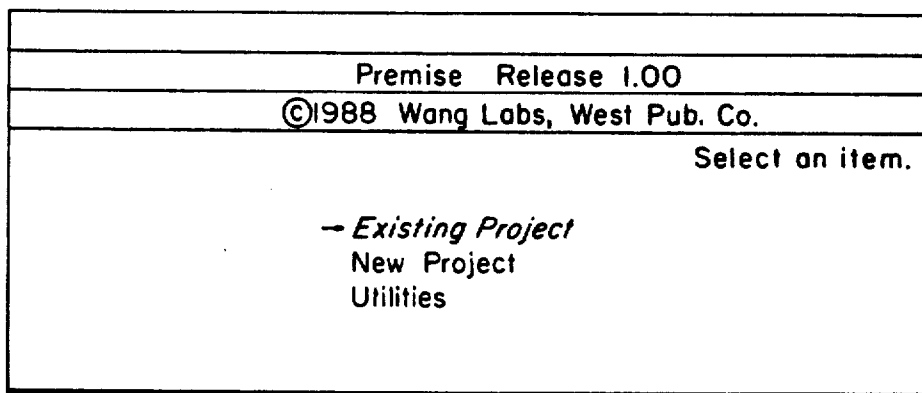 Premise Release 1.00
©1988 Wang Labs, West Pub. Co.
Select an item.
→ Existing Project
New Project
Utilities